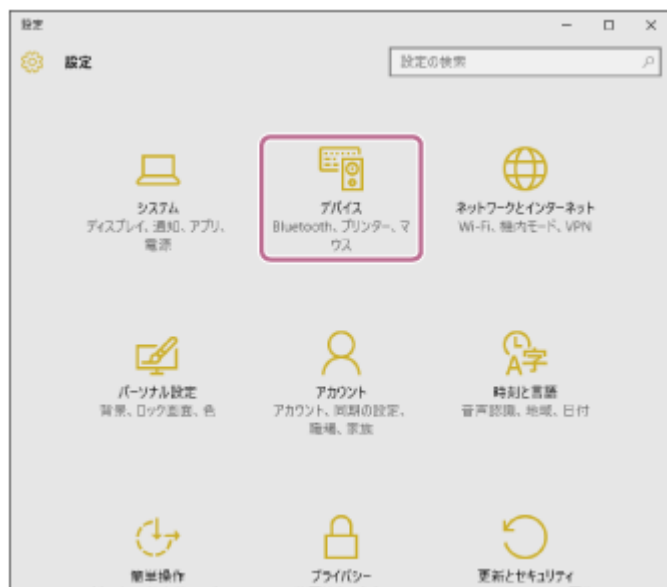 設定
設定
設定の検索
システム
ディスプレイ、通知、アプリ、
電源
デバイス
Bluetooth、プリンター、マ
ウス
ネットワークとインターネット
Wi-Fi、機内モード、VPN
パーソナル設定
背景、ロック画面、色
アカウント
アカウント、同期の設定、
職場、家族
A字
時刻と言語
音声認識、地域、日付
簡単操作
プライバシー
更新とセキュリティ